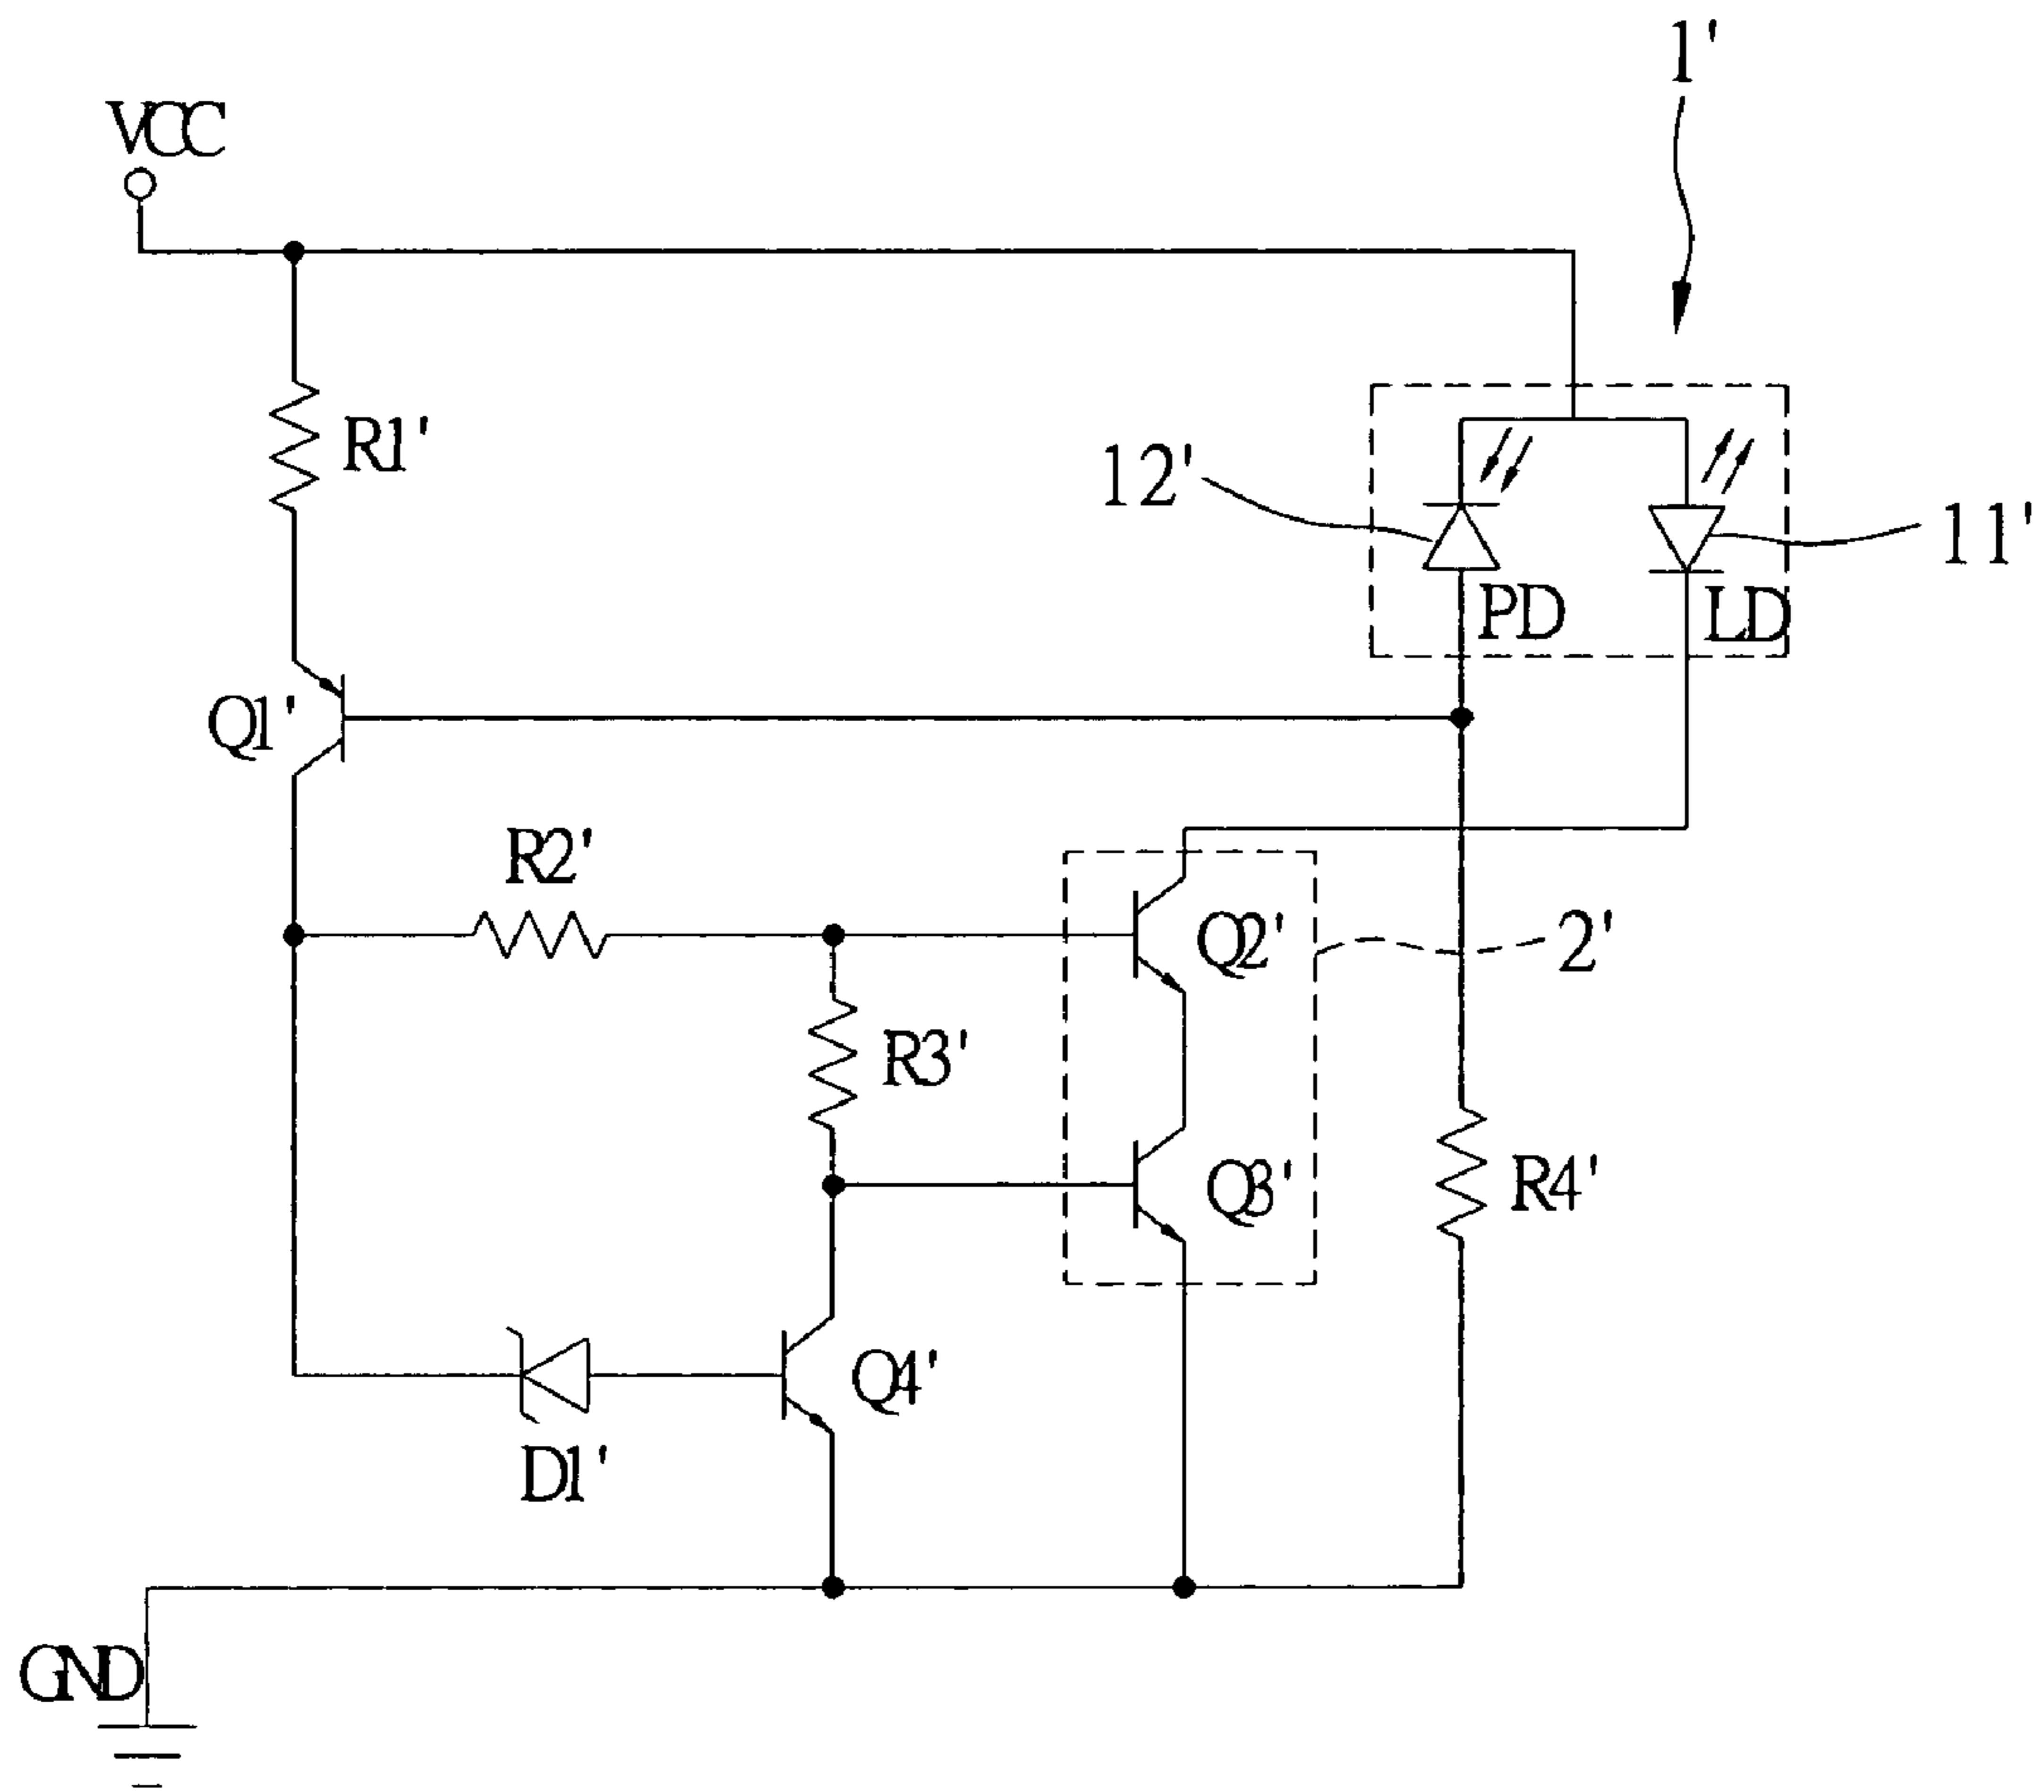 1'
VCC
R1'
12'
11'
PD
LD
Q1'
R2'
Q2'
2'
R3'
Q3'
R4'
Q4'
D1'
GND